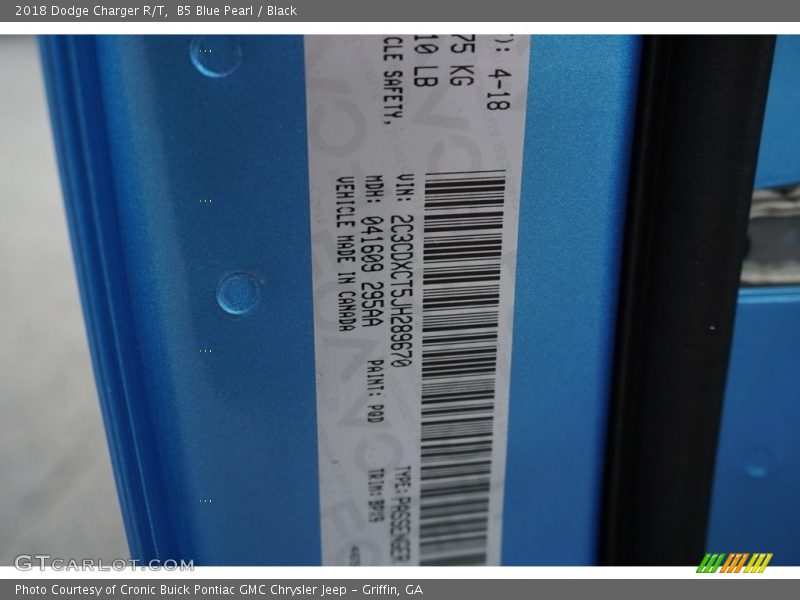 2018 Dodge Charger R/T, B5 Blue Pearl / Black
): 4-18
75 KG
10 LB
CLE SAFETY,
VIN: 2C3CDXCT5JH289670
TYPE: PASSENGER
MDH: 041609 295AA
PAINT: PQD
TRIM: BPX9
VEHICLE MADE IN CANADA
GTCARLOT.COM
Photo Courtesy of Cronic Buick Pontiac GMC Chrysler Jeep – Griffin, GA